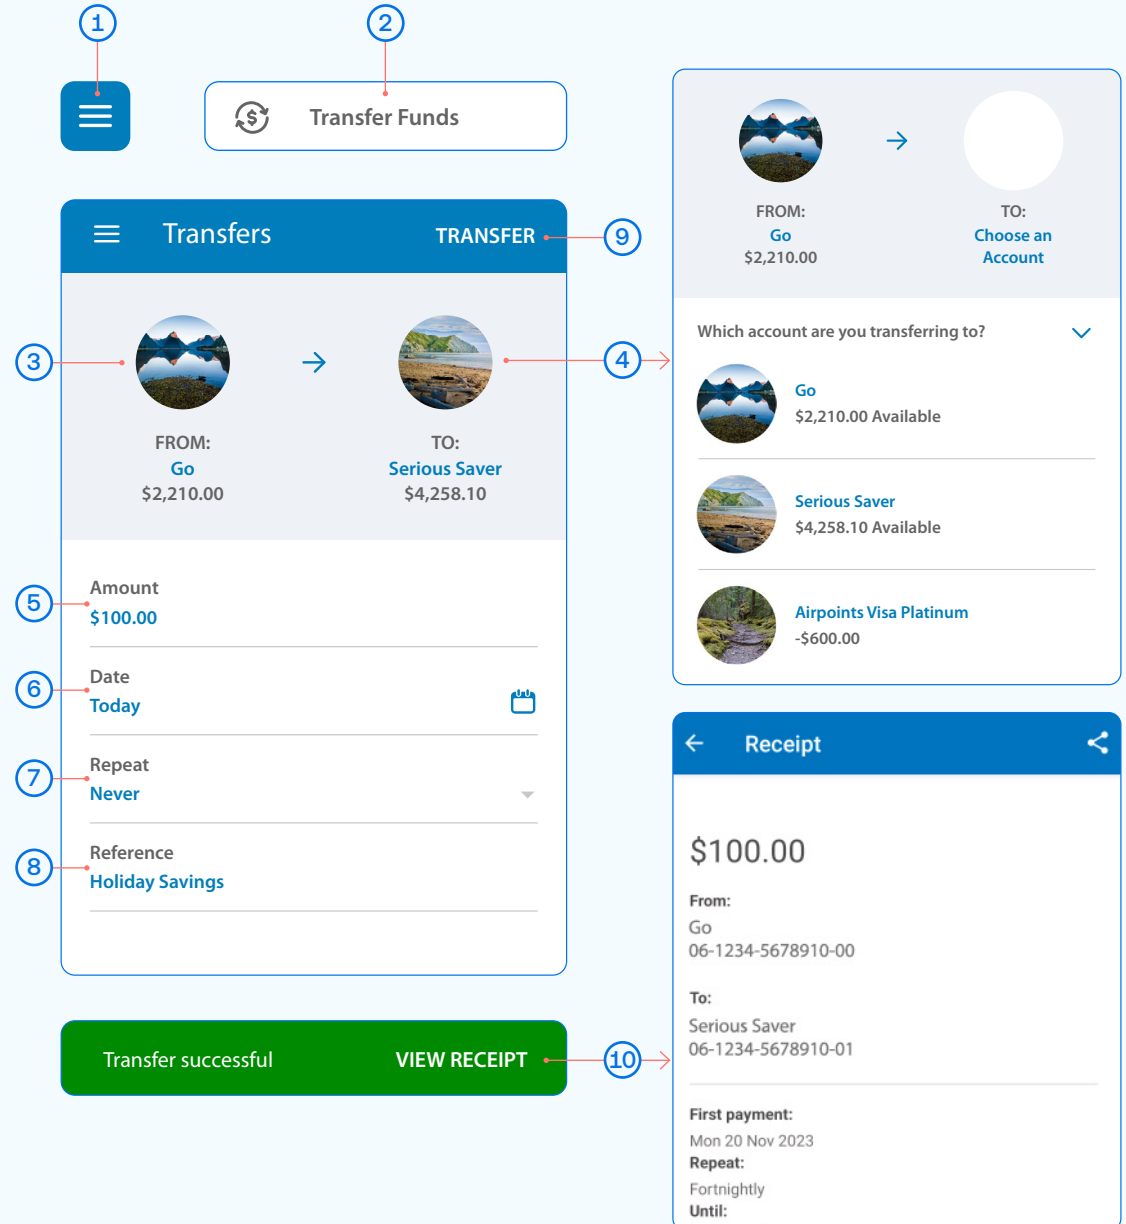 1
2
Transfer Funds
Transfers
TRANSFER
9
3
4
FROM:
Go
$2,210.00
TO:
Serious Saver
$4,258.10
5
Amount
$100.00
6
Date
Today
7
Repeat
Never
8
Reference
Holiday Savings
Transfer successful
VIEW RECEIPT
10
FROM:
Go
$2,210.00
TO:
Choose an
Account
Which account are you transferring to?
Go
$2,210.00 Available
Serious Saver
$4,258.10 Available
Airpoints Visa Platinum
-$600.00
Receipt
$100.00
From:
Go
06-1234-5678910-00
To:
Serious Saver
06-1234-5678910-01
First payment:
Mon 20 Nov 2023
Repeat:
Fortnightly
Until: